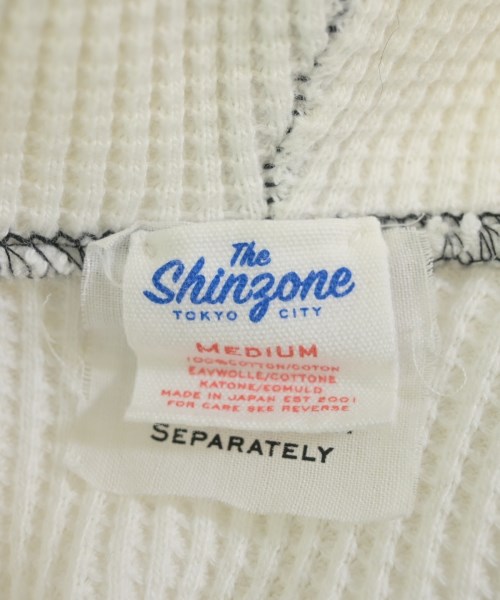 The
Shinzone
TOKYO CITY
MEDIUM
100%COTTON/COTON
EAVWOLLE/COTTONE
KATONE/EOMULD
MADE IN JAPAN EST 2001
FOR CARE SEE REVERSE
SEPARATELY